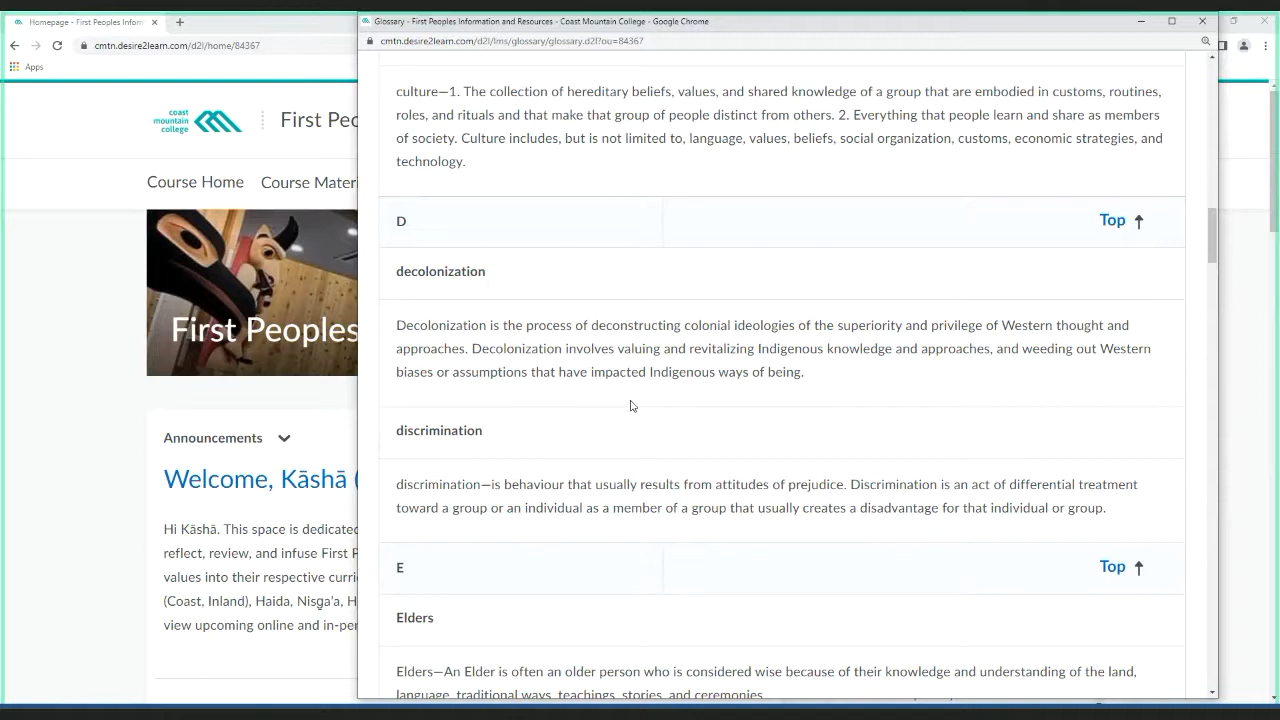 Homepage - First Peoples Inform
Glossary - First Peoples Information and Resources - Coast Mountain College - Google Chrome
cmtn.desire2learn.com/d2l/home/84367
cmtn.desire2learn.com/d2l/lms/glossary/glossary.d2l?ou=84367
Apps
coast
mountain
college
First Peo
Course Home
Course Mater
First Peoples
Announcements
Welcome, Kāshā (
Hi Kāshā. This space is dedicated
reflect, review, and infuse First P
values into their respective curri
(Coast, Inland), Haida, Nisg̱a'a, H
view upcoming online and in-per
culture—1. The collection of hereditary beliefs, values, and shared knowledge of a group that are embodied in customs, routines,
roles, and rituals and that make that group of people distinct from others. 2. Everything that people learn and share as members
of society. Culture includes, but is not limited to, language, values, beliefs, social organization, customs, economic strategies, and
technology.
D
Top
decolonization
Decolonization is the process of deconstructing colonial ideologies of the superiority and privilege of Western thought and
approaches. Decolonization involves valuing and revitalizing Indigenous knowledge and approaches, and weeding out Western
biases or assumptions that have impacted Indigenous ways of being.
discrimination
discrimination—is behaviour that usually results from attitudes of prejudice. Discrimination is an act of differential treatment
toward a group or an individual as a member of a group that usually creates a disadvantage for that individual or group.
E
Top
Elders
Elders—An Elder is often an older person who is considered wise because of their knowledge and understanding of the land,
language, traditional ways, teachings, stories, and ceremonies.